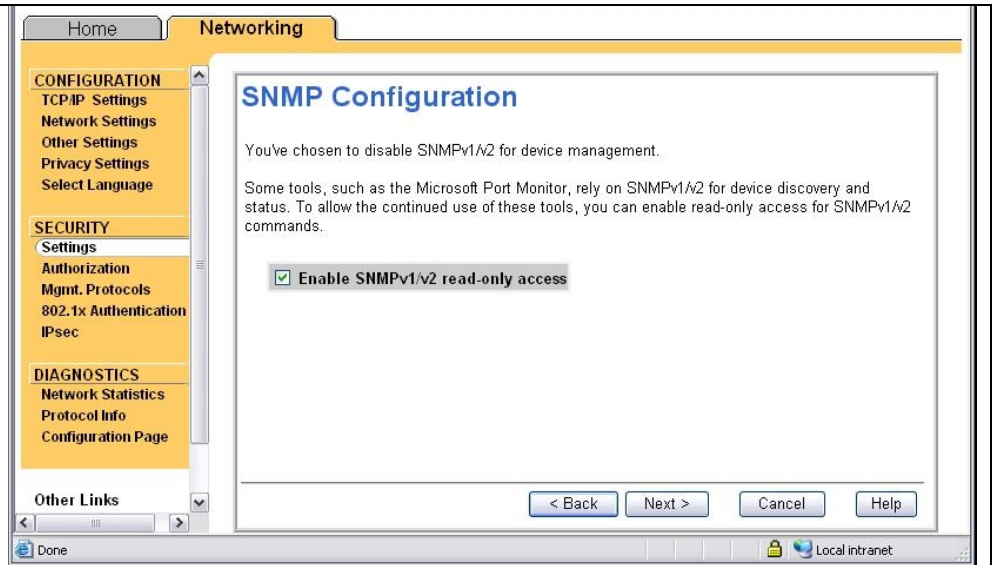 Home
Networking
CONFIGURATION
TCP/IP Settings
Network Settings
Other Settings
Privacy Settings
Select Language
SECURITY
Settings
Authorization
Mgmt. Protocols
802.1x Authentication
IPsec
DIAGNOSTICS
Network Statistics
Protocol Info
Configuration Page
Other Links
SNMP Configuration
You've chosen to disable SNMPv1/v2 for device management.
Some tools, such as the Microsoft Port Monitor, rely on SNMPv1/v2 for device discovery and
status. To allow the continued use of these tools, you can enable read-only access for SNMPv1/v2
commands.
Enable SNMPv1/v2 read-only access
< Back
Next >
Cancel
Help
Done
Local intranet